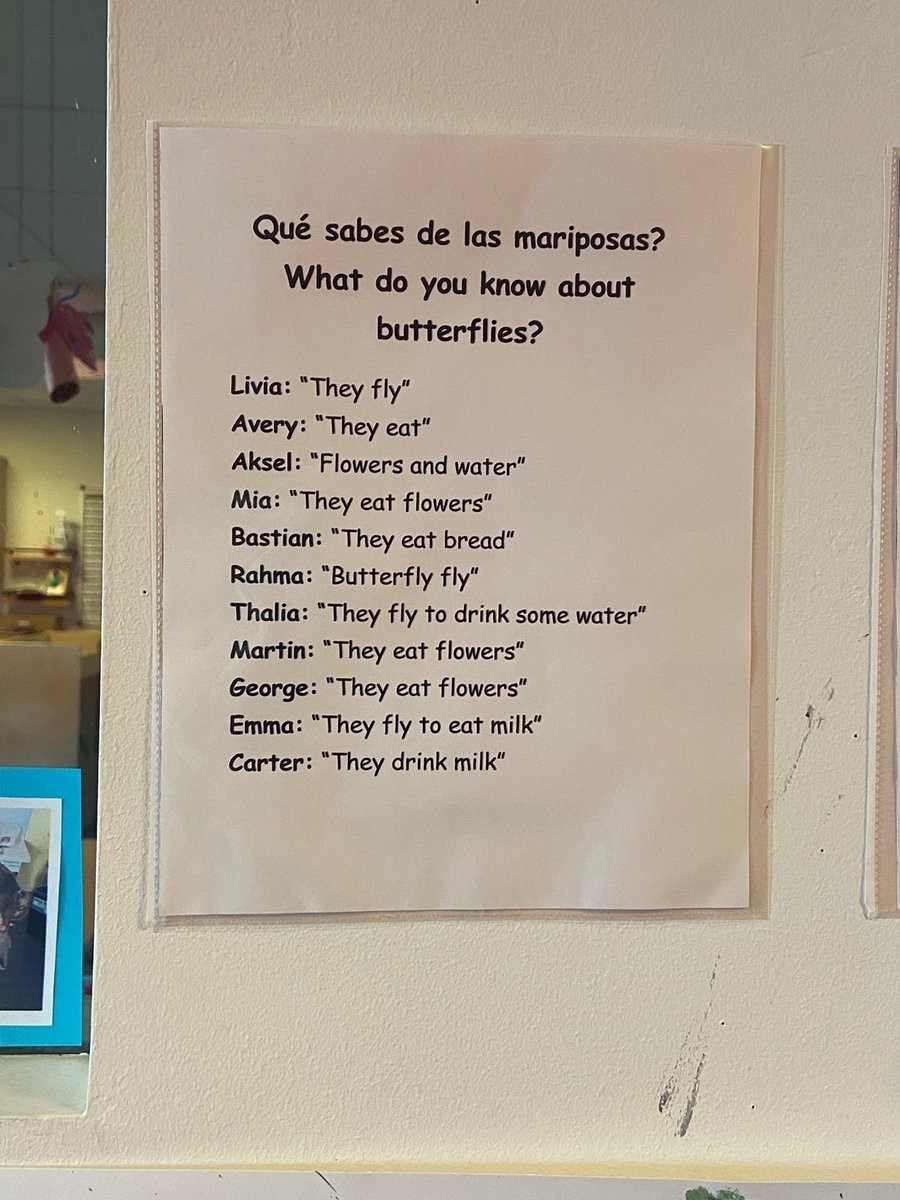 Qué sabes de las mariposas?
What do you know about
butterflies?
Livia: "They fly"
Avery: "They eat"
Aksel: "Flowers and water"
Mia: "They eat flowers"
Bastian: "They eat bread"
Rahma: "Butterfly fly"
Thalia: "They fly to drink some water"
Martin: "They eat flowers"
George: "They eat flowers"
Emma: "They fly to eat milk"
Carter: "They drink milk"